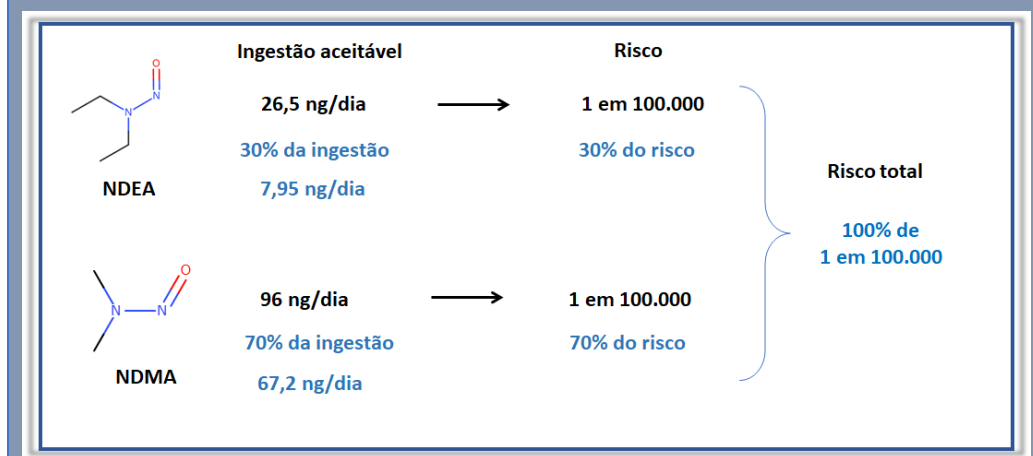 Ingestão aceitável
Risco
O
N
N
26,5 ng/dia
1 em 100.000
30% da ingestão
30% do risco
NDEA
7,95 ng/dia
Risco total
100% de
1 em 100.000
O
N
N
96 ng/dia
1 em 100.000
70% da ingestão
70% do risco
NDMA
67,2 ng/dia